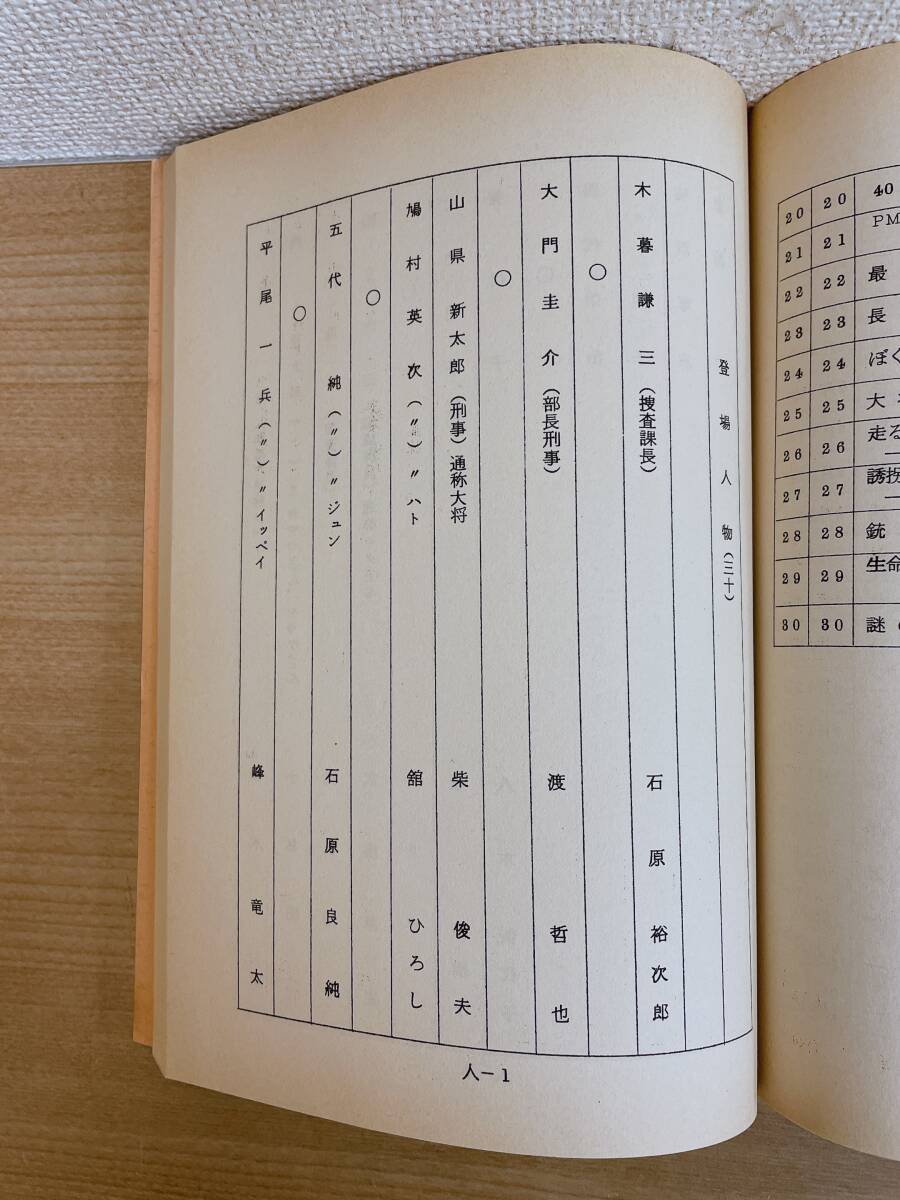 登場人物（三十）
木暮謙三（捜査課長）　石原裕次郎
○
大門圭介（部長刑事）　渡哲也
○
山県新太郎（刑事）通称大将　柴俊夫
鳩村英次（〃）〃ハト　舘ひろし
○
五代純（〃）〃ジュン　石原良純
○
平尾一兵（〃）〃イッペイ　峰竜太
人－1
20 20 40
PM
21 21
22 22 最
23 23 長
24 24 ぼく
25 25 大
26 26 走る
27 27 誘拐
28 28 銃
29 29 生命
30 30 謎